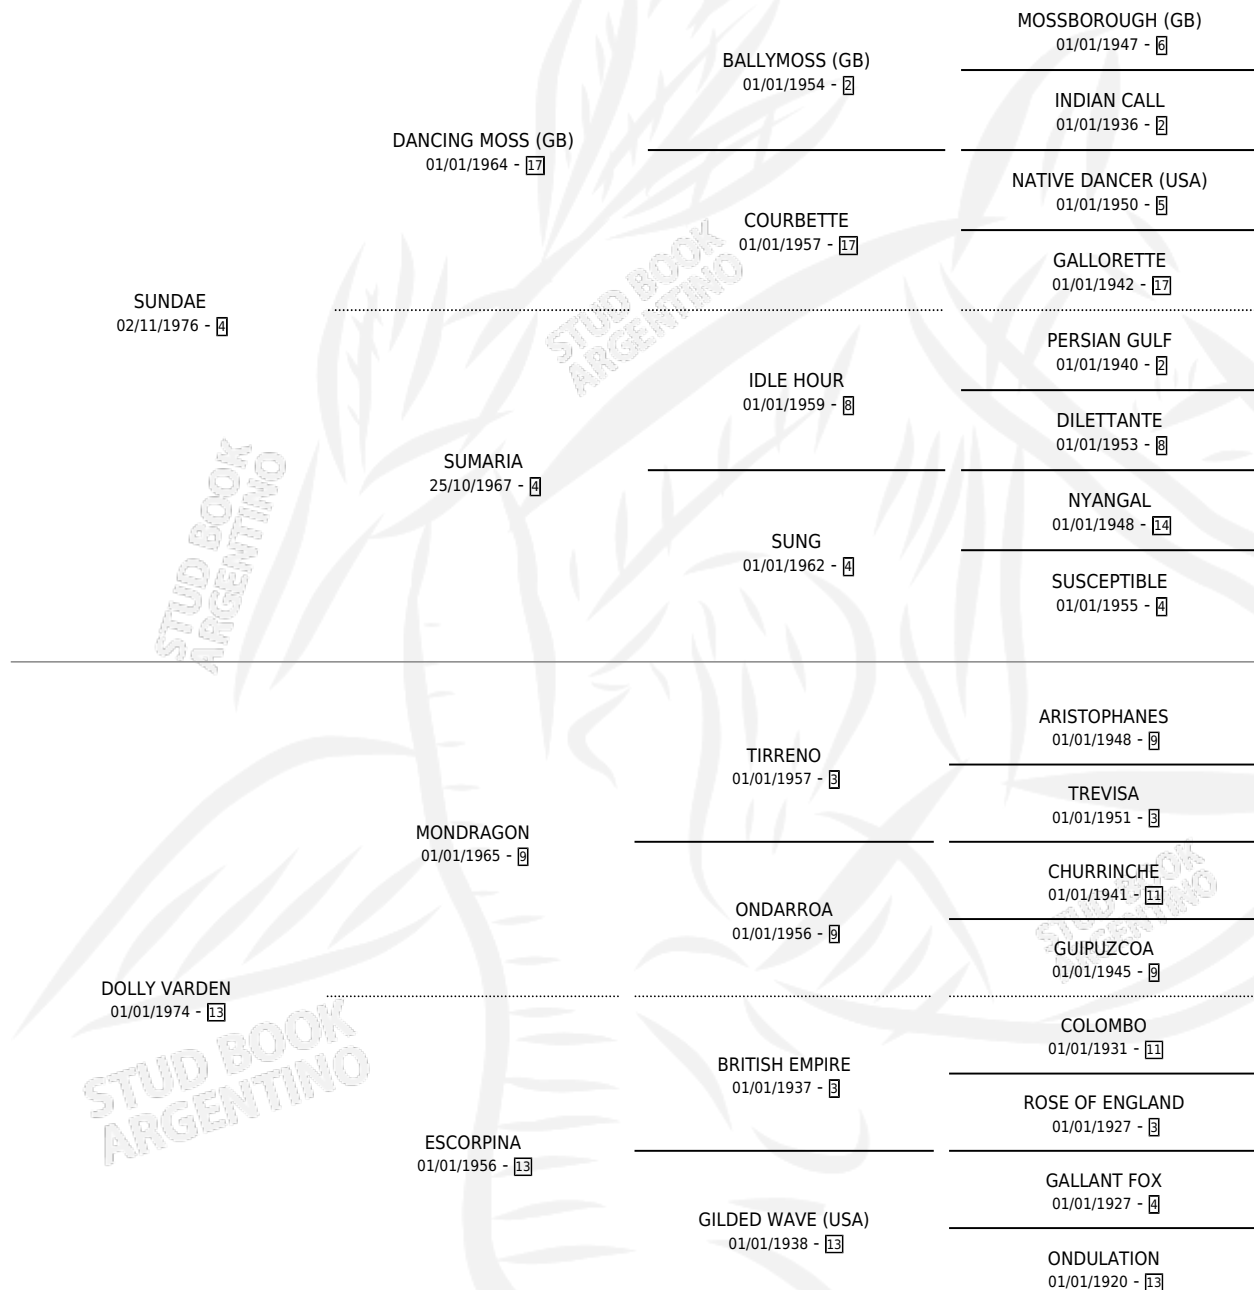 MOSSBOROUGH (GB)
01/01/1947 - 6
BALLYMOSS (GB)
01/01/1954 - 2
INDIAN CALL
01/01/1936 - 2
DANCING MOSS (GB)
01/01/1964 - 17
NATIVE DANCER (USA)
01/01/1950 - 5
COURBETTE
01/01/1957 - 17
GALLORETTE
01/01/1942 - 17
SUNDAE
02/11/1976 - 4
STUD BOOK
ARGENTINO
PERSIAN GULF
01/01/1940 - 2
IDLE HOUR
01/01/1959 - 8
DILETTANTE
01/01/1953 - 8
SUMARIA
25/10/1967 - 4
NYANGAL
01/01/1948 - 14
SUNG
01/01/1962 - 4
SUSCEPTIBLE
01/01/1955 - 4
STUD BOOK
ARGENTINO
ARISTOPHANES
01/01/1948 - 9
TIRRENO
01/01/1957 - 3
TREVISA
01/01/1951 - 3
MONDRAGON
01/01/1965 - 9
CHURRINCHE
01/01/1941 - 11
ONDARROA
01/01/1956 - 9
STUD BOOK
ARGENTINO
GUIPUZCOA
01/01/1945 - 9
DOLLY VARDEN
01/01/1974 - 13
STUD BOOK
ARGENTINO
COLOMBO
01/01/1931 - 11
BRITISH EMPIRE
01/01/1937 - 3
ROSE OF ENGLAND
01/01/1927 - 3
ESCORPINA
01/01/1956 - 13
GALLANT FOX
01/01/1927 - 4
GILDED WAVE (USA)
01/01/1938 - 13
ONDULATION
01/01/1920 - 13